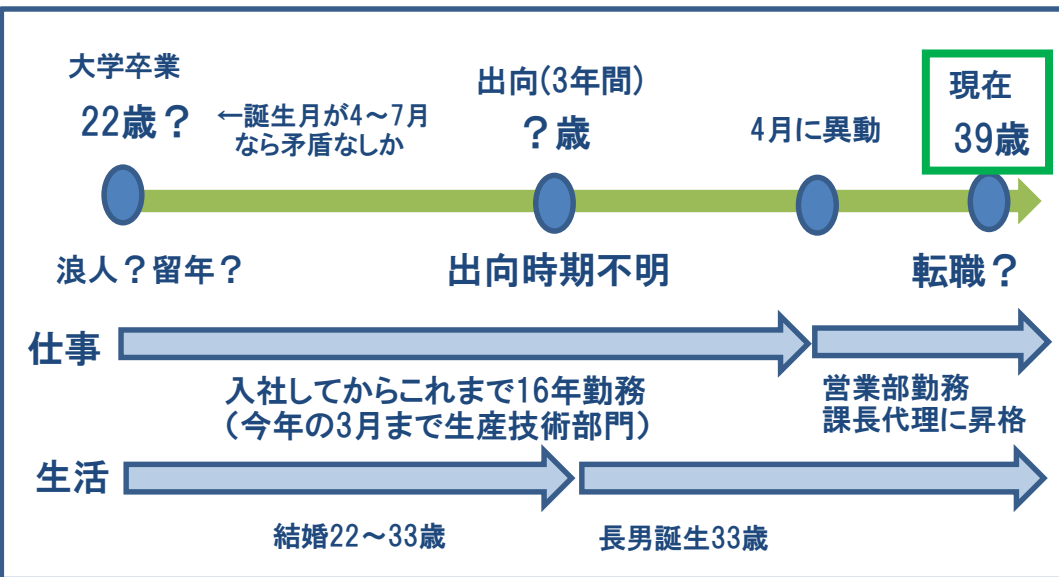 大学卒業
22歳？
←誕生月が4～7月
なら矛盾なしか
出向(3年間)
？歳
4月に異動
現在
39歳
浪人？留年？
出向時期不明
転職？
仕事
入社してからこれまで16年勤務
（今年の3月まで生産技術部門）
営業部勤務
課長代理に昇格
生活
結婚22～33歳
長男誕生33歳